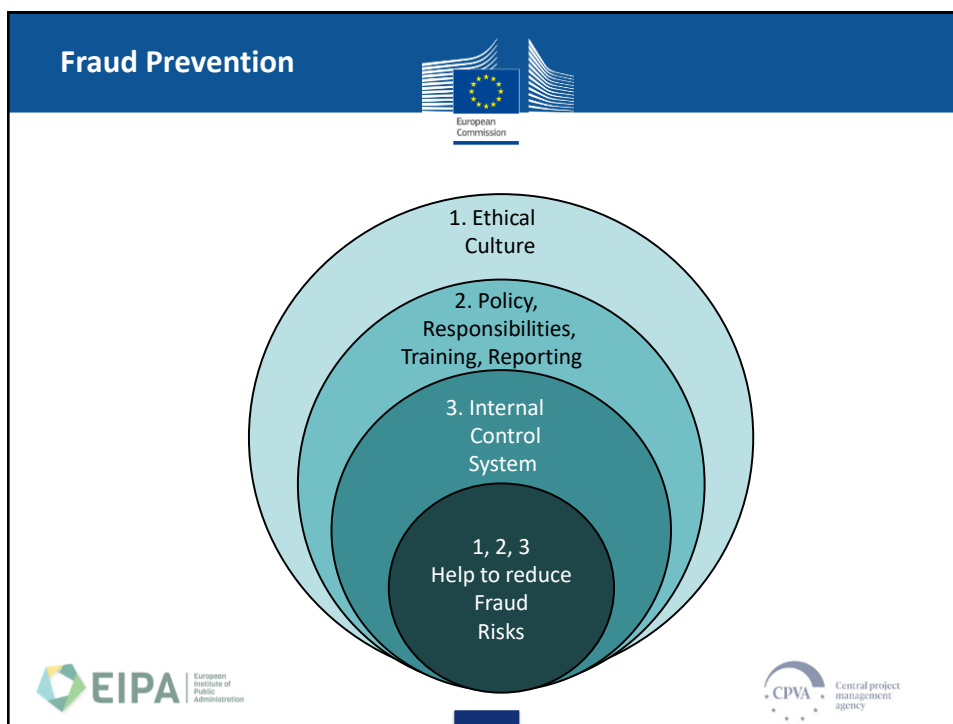 Fraud Prevention
European
Commission
1. Ethical
Culture
2. Policy,
Responsibilities,
Training, Reporting
3. Internal
Control
System
1, 2, 3
Help to reduce
Fraud
Risks
EIPA
European
Institute of
Public
Administration
CPVA
Central project
management
agency